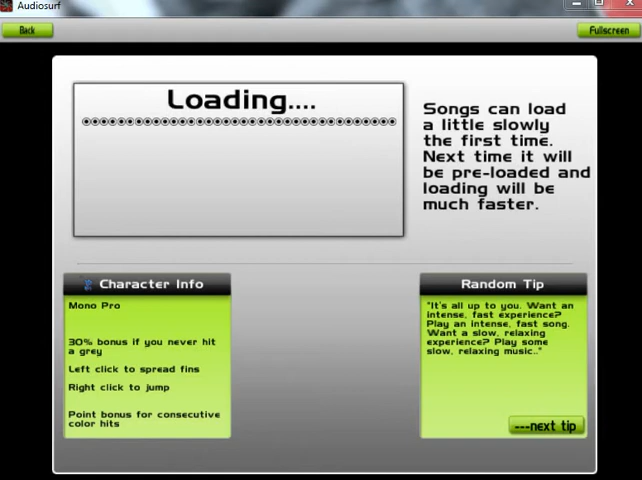 Audiosurf
Back
Fullscreen
Loading....
Songs can load
a little slowly
the first time.
Next time it will
be pre-loaded and
loading will be
much faster.
Character Info
Mono Pro
30% bonus if you never hit
a grey
Left click to spread fins
Right click to jump
Point bonus for consecutive
color hits
Random Tip
"It's all up to you. Want an
intense, fast experience?
Play an intense, fast song.
Want a slow, relaxing
experience? Play some
slow, relaxing music.."
---next tip